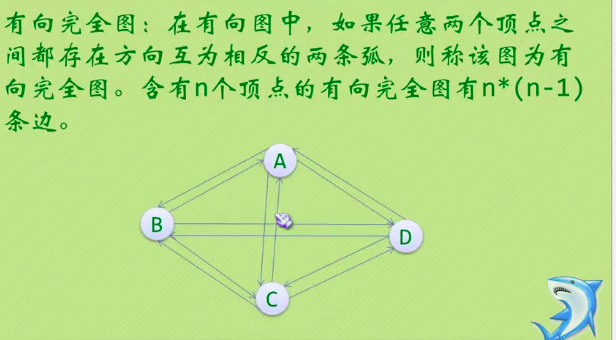 有向完全图：在有向图中，如果任意两个顶点之
间都存在方向互为相反的两条弧，则称该图为有
向完全图。含有n个顶点的有向完全图有n*(n-1)
条边。
A
B
D
C